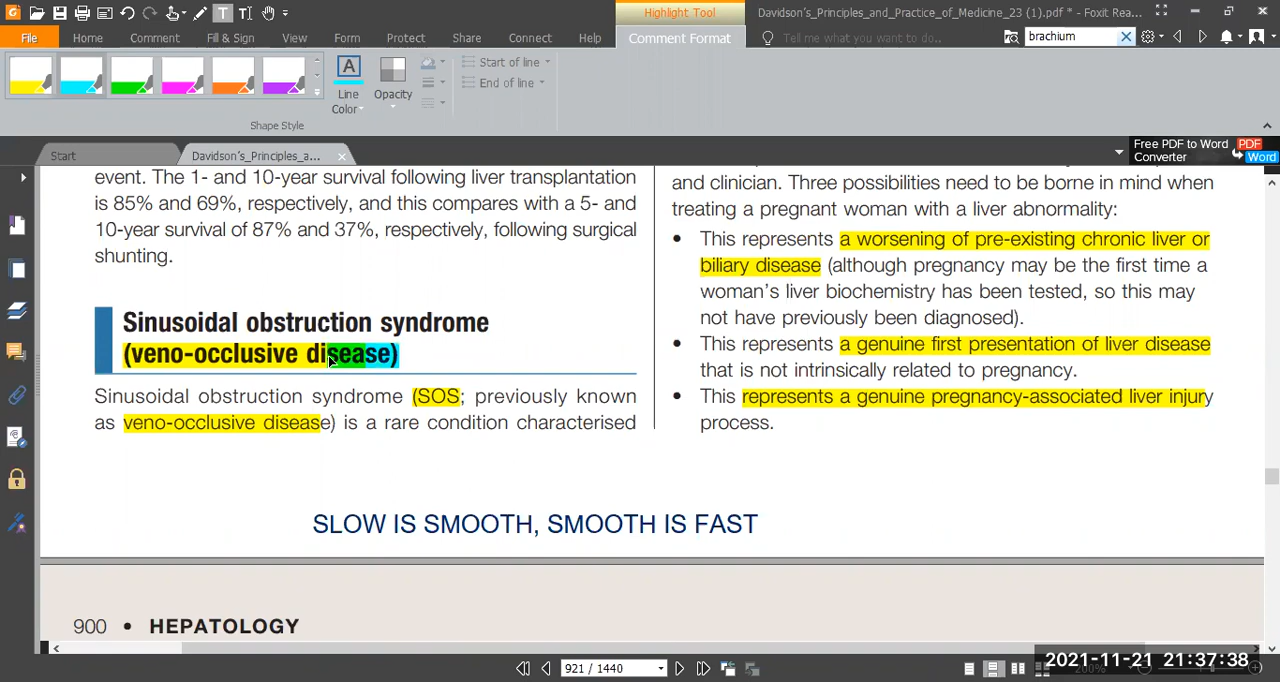 Highlight Tool
Davidson's_Principles_and_Practice_of_Medicine_23 (1).pdf * - Foxit Rea...
File
Home
Comment
Fill & Sign
View
Form
Protect
Share
Connect
Help
Comment Format
Tell me what you want to do..
brachium
Line
Color
Opacity
Start of line
End of line
Shape Style
Start
Davidson's_Principles_a...
Free PDF to Word
Converter
PDF
Word
event. The 1- and 10-year survival following liver transplantation
is 85% and 69%, respectively, and this compares with a 5- and
10-year survival of 87% and 37%, respectively, following surgical
shunting.
Sinusoidal obstruction syndrome
(veno-occlusive disease)
Sinusoidal obstruction syndrome (SOS; previously known
as veno-occlusive disease) is a rare condition characterised
and clinician. Three possibilities need to be borne in mind when
treating a pregnant woman with a liver abnormality:
• This represents a worsening of pre-existing chronic liver or
biliary disease (although pregnancy may be the first time a
woman's liver biochemistry has been tested, so this may
not have previously been diagnosed).
• This represents a genuine first presentation of liver disease
that is not intrinsically related to pregnancy.
• This represents a genuine pregnancy-associated liver injury
process.
SLOW IS SMOOTH, SMOOTH IS FAST
900 • HEPATOLOGY
921 / 1440
200%
2021-11-21 21:37:38